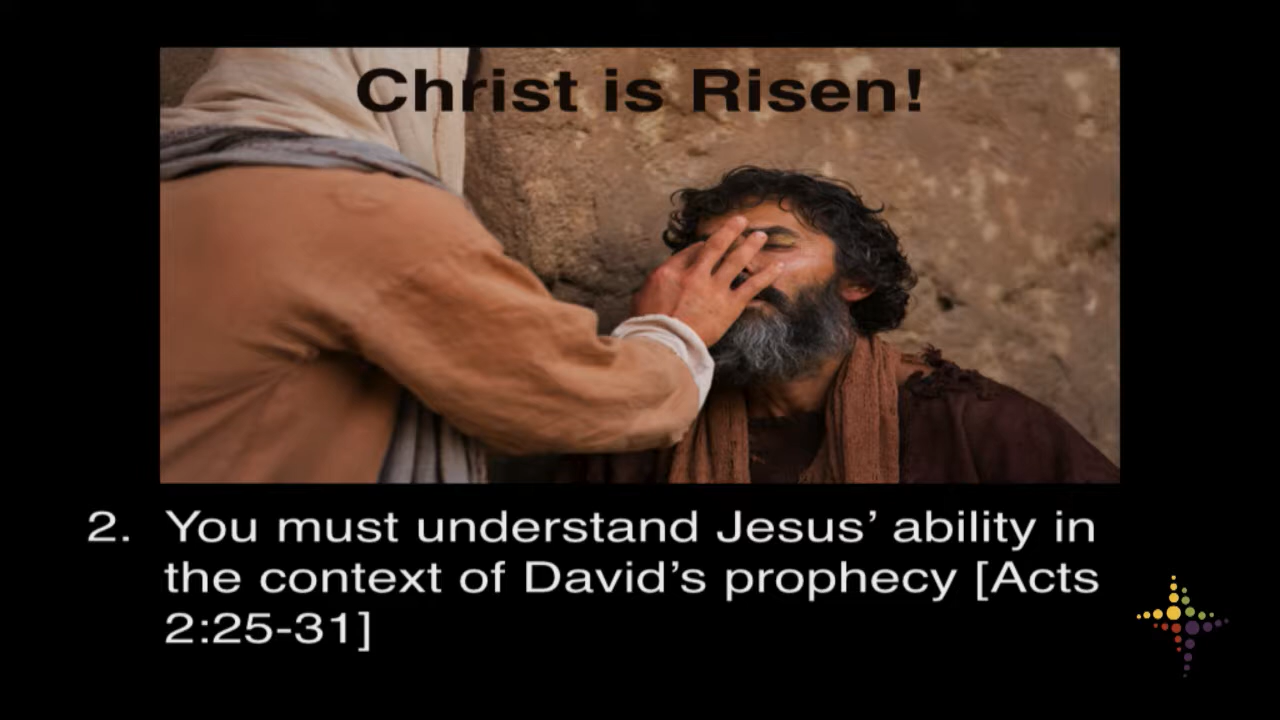 Christ is Risen!
2. You must understand Jesus’ ability in
the context of David’s prophecy [Acts
2:25-31]